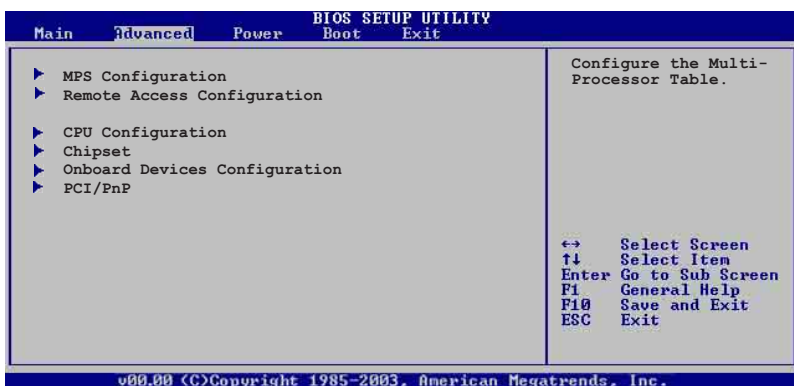 BIOS SETUP UTILITY
Main Advanced Power Boot Exit
MPS Configuration
Remote Access Configuration
CPU Configuration
Chipset
Onboard Devices Configuration
PCI/PnP
Configure the Multi-
Processor Table.
↔ Select Screen
↑↓ Select Item
Enter Go to Sub Screen
F1 General Help
F10 Save and Exit
ESC Exit
v00.00 (C)Copyright 1985-2003, American Megatrends, Inc.